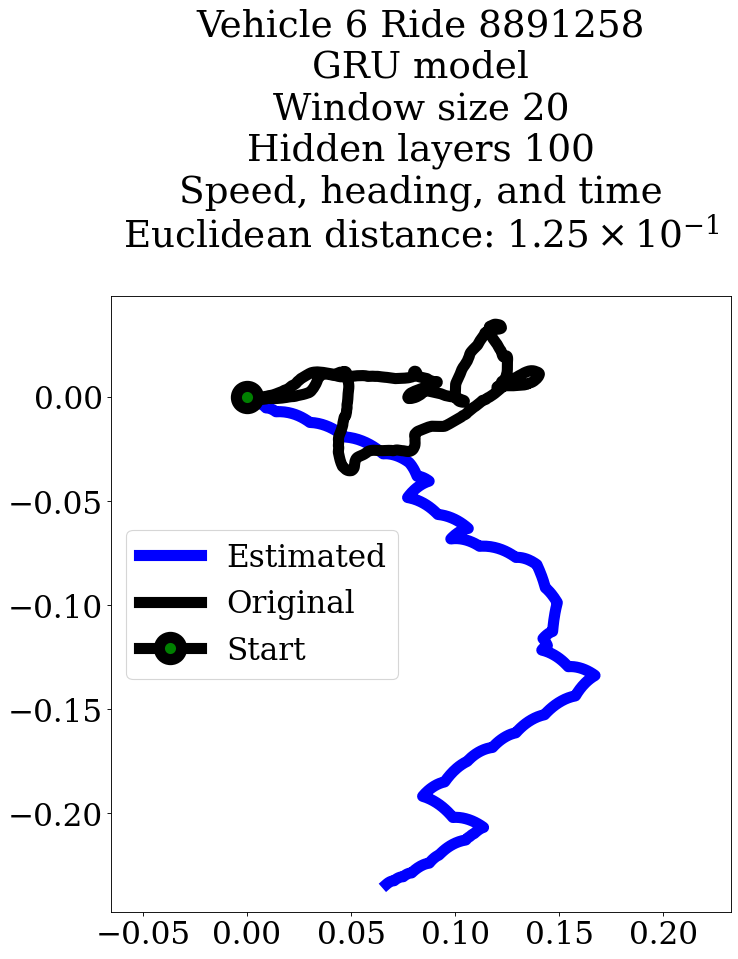 Vehicle 6 Ride 8891258
GRU model
Window size 20
Hidden layers 100
Speed, heading, and time
Euclidean distance: 1.25 × 10⁻¹
0.00
−0.05
−0.10
−0.15
−0.20
Estimated
Original
Start
−0.05 0.00 0.05 0.10 0.15 0.20